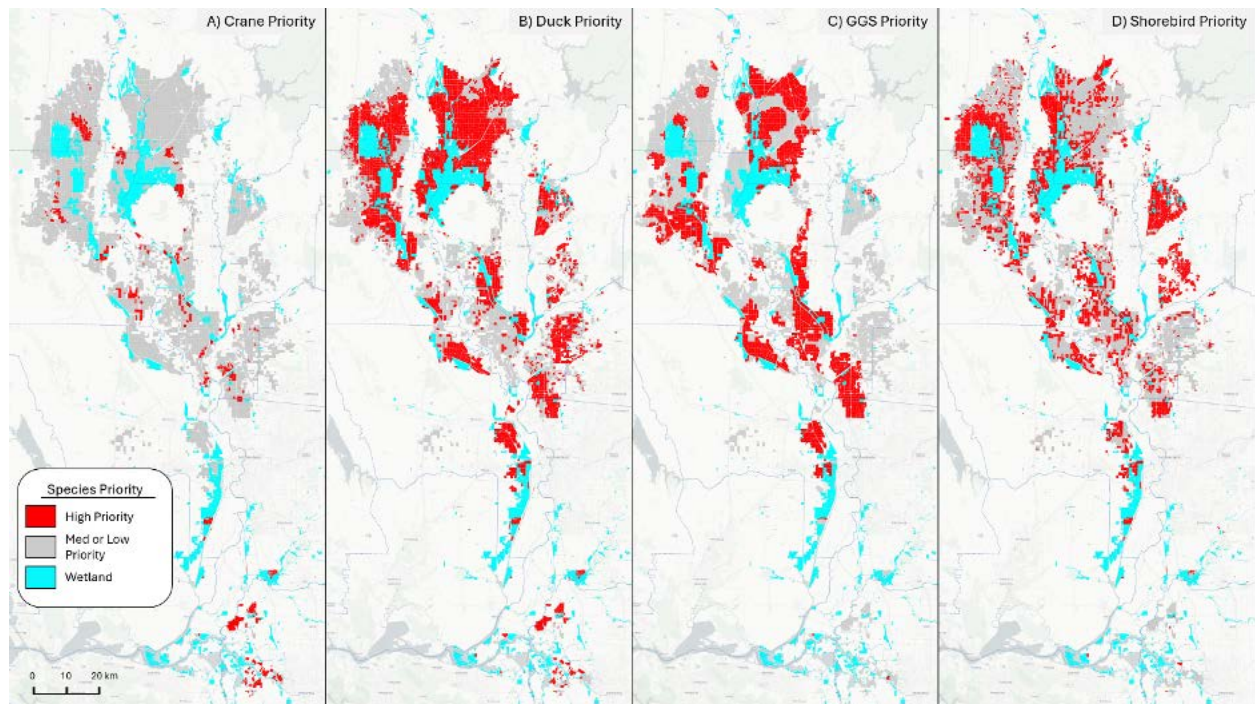 A) Crane Priority
B) Duck Priority
C) GGS Priority
D) Shorebird Priority
Species Priority
High Priority
Med or Low
Priority
Wetland
0 10 20 km